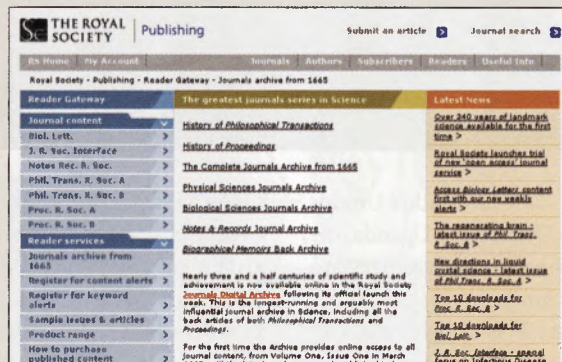 THE ROYAL
SOCIETY
Publishing
Submit an article
Journal search
RS Home
My Account
Journals
Authors
Subscribers
Readers
Useful Info
Royal Society - Publishing - Reader Gateway - Journals archive from 1665
Reader Gateway
Journal content
Biol. Lett. >
J. R. Soc. Interface >
Notes Rec. R. Soc. >
Phil. Trans. R. Soc. A >
Phil. Trans. R. Soc. B >
Proc. R. Soc. A >
Proc. R. Soc. B >
Reader services
Journals archive from
1665 >
Register for content alerts >
Register for keyword
alerts >
Sample issues & articles >
Product range >
How to purchase
published content >
The greatest journals series in Science
History of Philosophical Transactions
History of Proceedings
The Complete Journals Archive from 1665
Physical Sciences Journals Archive
Biological Sciences Journals Archive
Notes & Records Journal Archive
Biographical Memoirs Back Archive
Nearly three and a half centuries of scientific study and
achievement is now available online in the Royal Society
Journals Digital Archive following its official launch this
week. This is the longest-running and arguably most
influential journal archive in Science, including all the
back articles of both Philosophical Transactions and
Proceedings.
For the first time the Archive provides online access to all
journal content, from Volume One, Issue One in March
Latest News
Over 340 years of landmark
science available for the first
time >
Royal Society launches trial
of new 'open access' journal
service >
Access Biology Letters content
first with our new weekly
alerts >
The regenerating brain -
latest issue of Phil. Trans.
R. Soc. B >
New directions in liquid
crystal science - latest issue
of Phil Trans. R. Soc. A >
Top 10 downloads for
Proc. R. Soc. B >
Top 10 downloads for
Biol. Lett. >
J. R. Soc. Interface - special
focus on Infectious Disease